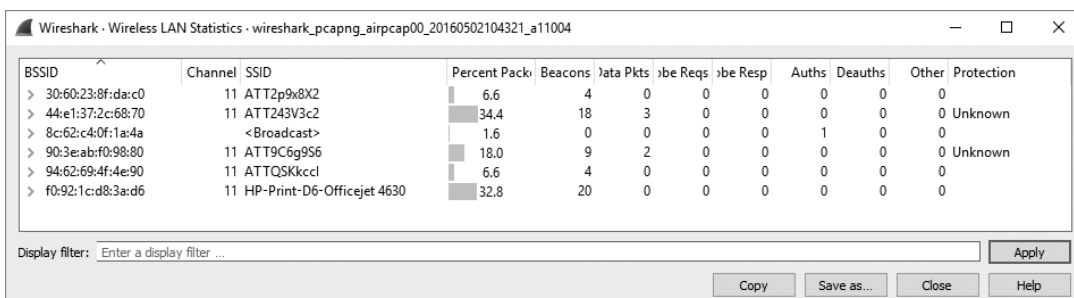 Wireshark · Wireless LAN Statistics · wireshark_pcapng_airpcap00_20160502104321_a11004
BSSID Channel SSID Percent Packe Beacons Data Pkts obe Reqs obe Resp Auths Deauths Other Protection
30:60:23:8f:da:c0 11 ATT2p9x8X2 6.6 4 0 0 0 0 0 0
44:e1:37:2c:68:70 11 ATT243V3c2 34.4 18 3 0 0 0 0 0 Unknown
8c:62:c4:0f:1a:4a <Broadcast> 1.6 0 0 0 0 1 0 0
90:3e:ab:f0:98:80 11 ATT9C6g9S6 18.0 9 2 0 0 0 0 0 Unknown
94:62:69:4f:4e:90 11 ATTQSKkccl 6.6 4 0 0 0 0 0 0
f0:92:1c:d8:3a:d6 11 HP-Print-D6-Officejet 4630 32.8 20 0 0 0 0 0 0
Display filter: Enter a display filter ... Apply
Copy Save as... Close Help